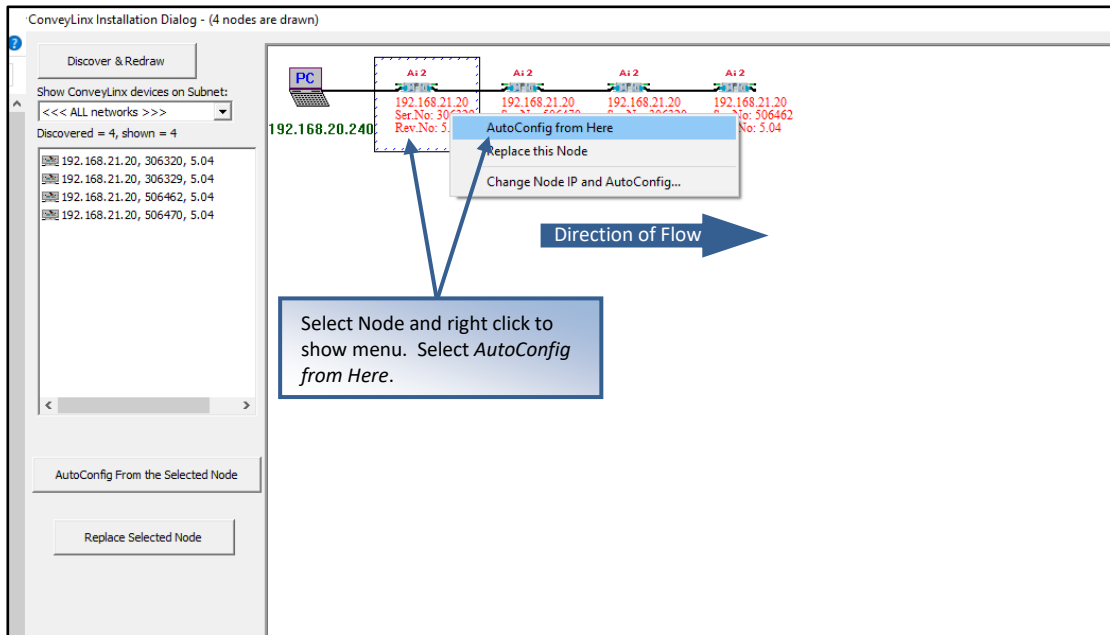 ConveyLinx Installation Dialog - (4 nodes are drawn)
Discover & Redraw
Show ConveyLinx devices on Subnet:
<<< ALL networks >>>
Discovered = 4, shown = 4
192.168.21.20, 306320, 5.04
192.168.21.20, 306329, 5.04
192.168.21.20, 506462, 5.04
192.168.21.20, 506470, 5.04
AutoConfig From the Selected Node
Replace Selected Node
PC
192.168.20.240
Ai 2 Ai 2 Ai 2 Ai 2
192.168.21.20 192.168.21.20 192.168.21.20 192.168.21.20
Ser.No: No: 506462
Rev.No: 5. No: 5.04
AutoConfig from Here
Replace this Node
Change Node IP and AutoConfig...
Direction of Flow
Select Node and right click to
show menu. Select AutoConfig
from Here.